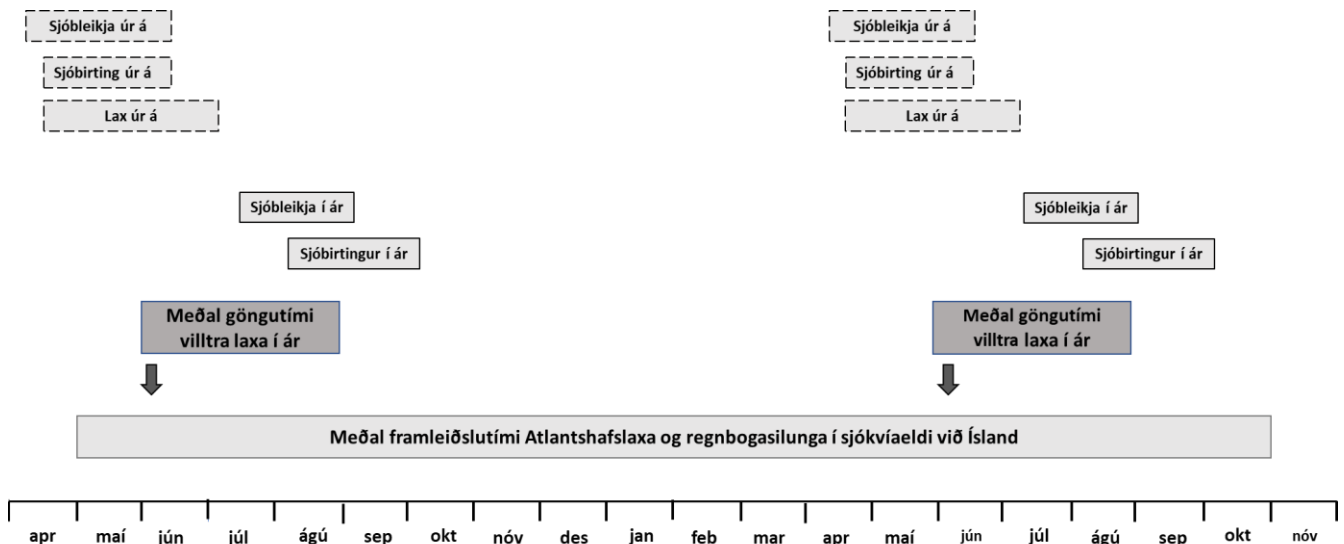 Sjóbleikja úr á
Sjóbleikja úr á
Sjóbirting úr á
Sjóbirting úr á
Lax úr á
Lax úr á
Sjóbleikja í ár
Sjóbleikja í ár
Sjóbirtingur í ár
Sjóbirtingur í ár
Meðal göngutími
villtra laxa í ár
Meðal göngutími
villtra laxa í ár
Meðal framleiðslutími Atlantshafslaxa og regnbogasilunga í sjókvíaeldi við Ísland
apr maí jún júl ágú sep okt nóv des jan feb mar apr maí jún júl ágú sep okt nóv